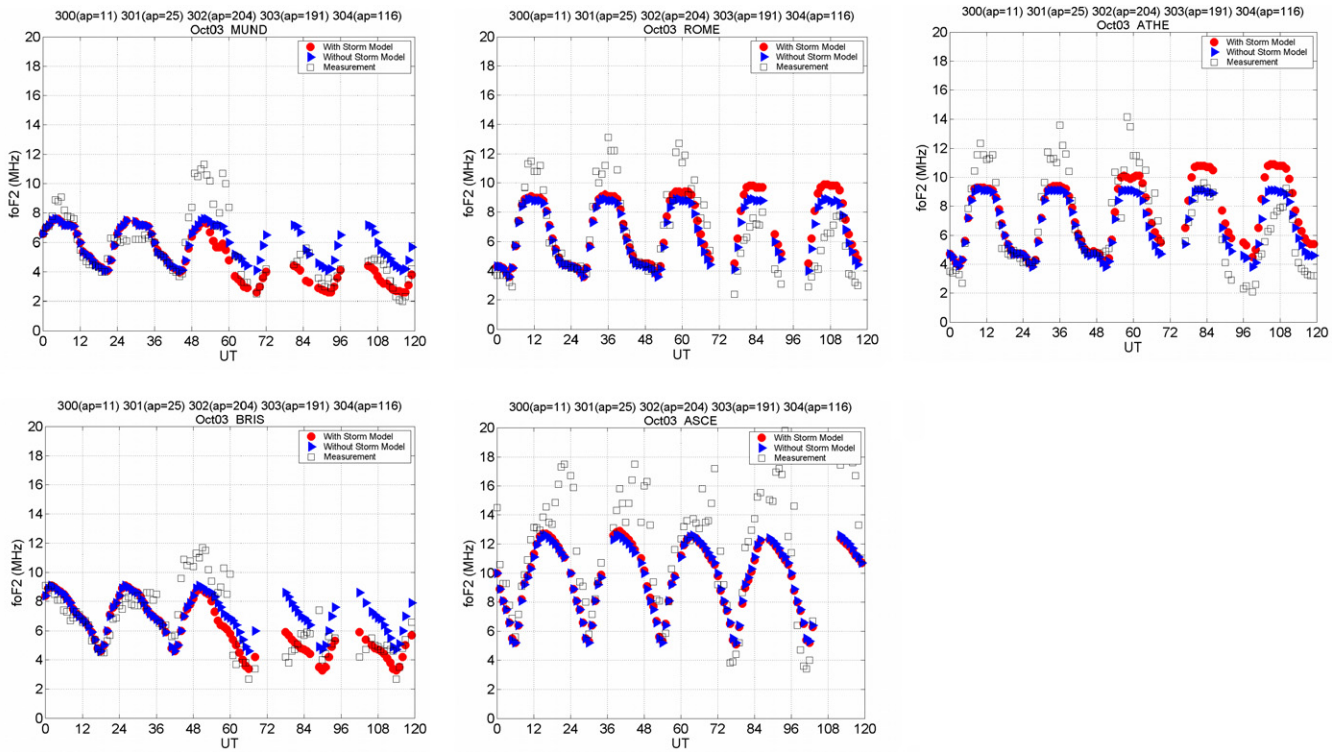 300(ap=11) 301(ap=25) 302(ap=204) 303(ap=191) 304(ap=116)
Oct03 MUND
With Storm Model
Without Storm Model
Measurement
foF2 (MHz)
20
18
16
14
12
10
8
6
4
2
0
0 12 24 36 48 60 72 84 96 108 120
UT
300(ap=11) 301(ap=25) 302(ap=204) 303(ap=191) 304(ap=116)
Oct03 ROME
With Storm Model
Without Storm Model
Measurement
foF2 (MHz)
20
18
16
14
12
10
8
6
4
2
0
0 12 24 36 48 60 72 84 96 108 120
UT
300(ap=11) 301(ap=25) 302(ap=204) 303(ap=191) 304(ap=116)
Oct03 ATHE
With Storm Model
Without Storm Model
Measurement
foF2 (MHz)
20
18
16
14
12
10
8
6
4
2
0
0 12 24 36 48 60 72 84 96 108 120
UT
300(ap=11) 301(ap=25) 302(ap=204) 303(ap=191) 304(ap=116)
Oct03 BRIS
With Storm Model
Without Storm Model
Measurement
foF2 (MHz)
20
18
16
14
12
10
8
6
4
2
0
0 12 24 36 48 60 72 84 96 108 120
UT
300(ap=11) 301(ap=25) 302(ap=204) 303(ap=191) 304(ap=116)
Oct03 ASCE
With Storm Model
Without Storm Model
Measurement
foF2 (MHz)
20
18
16
14
12
10
8
6
4
2
0
0 12 24 36 48 60 72 84 96 108 120
UT